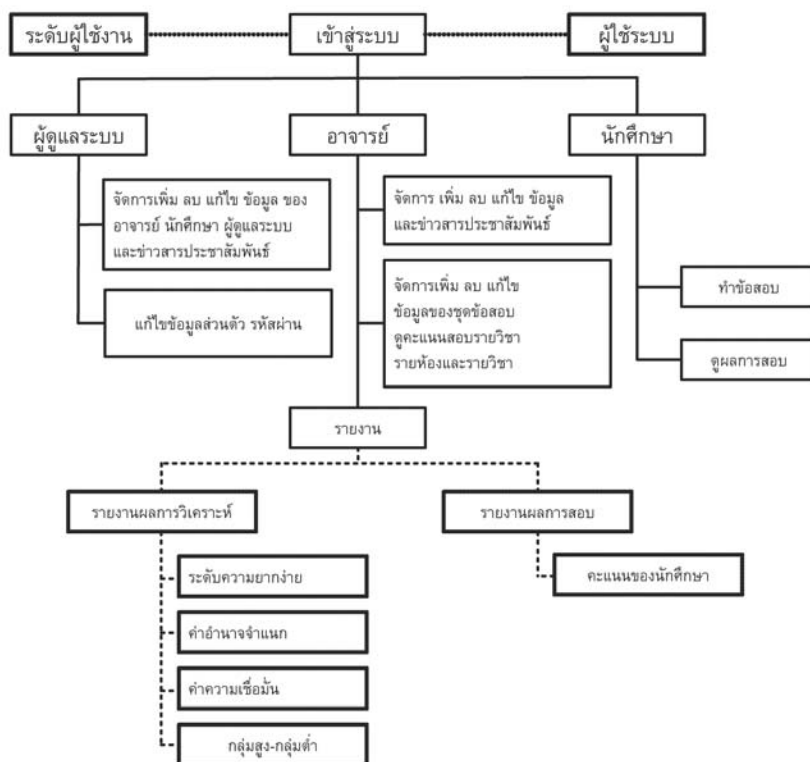 ระดับผู้ใช้งาน
เข้าสู่ระบบ
ผู้ใช้ระบบ
ผู้ดูแลระบบ
อาจารย์
นักศึกษา
จัดการเพิ่ม ลบ แก้ไข ข้อมูล ของ
อาจารย์ นักศึกษา ผู้ดูแลระบบ
และข่าวสารประชาสัมพันธ์
จัดการ เพิ่ม ลบ แก้ไข ข้อมูล
และข่าวสารประชาสัมพันธ์
แก้ไขข้อมูลส่วนตัว รหัสผ่าน
จัดการเพิ่ม ลบ แก้ไข
ข้อมูลของชุดข้อสอบ
ดูคะแนนสอบรายวิชา
รายห้องและรายวิชา
ทำข้อสอบ
ดูผลการสอบ
รายงาน
รายงานผลการวิเคราะห์
รายงานผลการสอบ
ระดับความยากง่าย
คะแนนของนักศึกษา
ค่าอำนาจจำแนก
ค่าความเชื่อมั่น
กลุ่มสูง-กลุ่มต่ำ